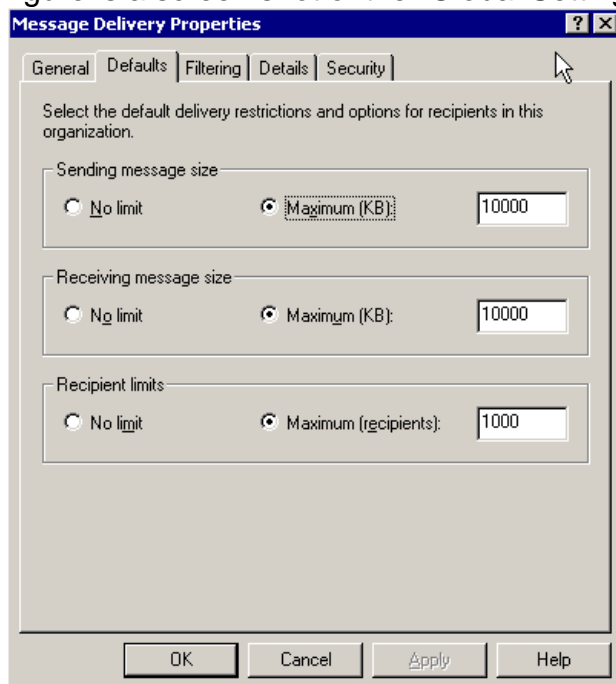 Message Delivery Properties
General Defaults Filtering Details Security
Select the default delivery restrictions and options for recipients in this
organization.
Sending message size
No limit Maximum (KB): 10000
Receiving message size
No limit Maximum (KB): 10000
Recipient limits
No limit Maximum (recipients): 1000
OK Cancel Apply Help